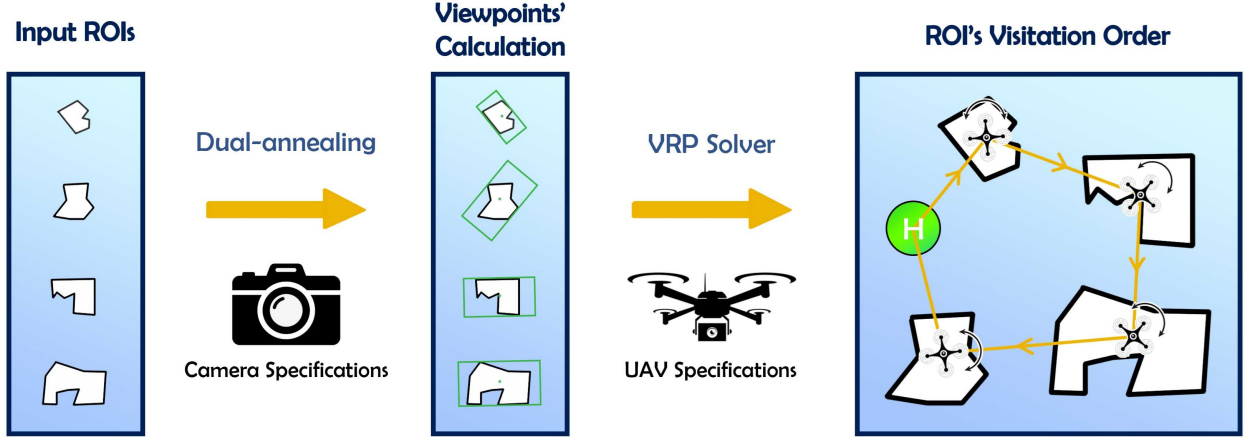 Input ROIs
Viewpoints'
Calculation
ROI's Visitation Order
Dual-annealing
VRP Solver
H
Camera Specifications
UAV Specifications